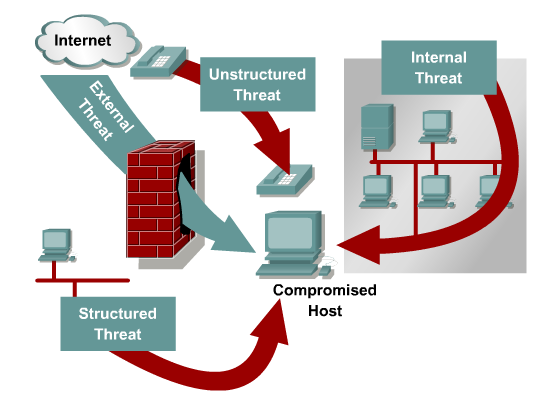 Internet
Unstructured
Threat
Internal
Threat
External
Threat
Compromised
Host
Structured
Threat